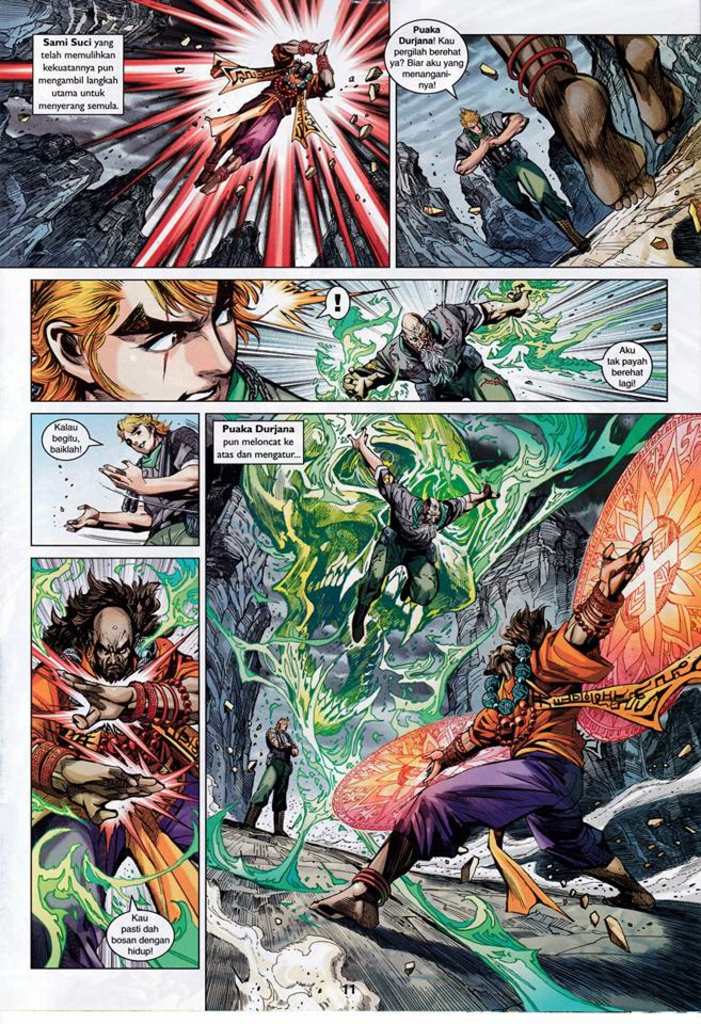 Sami Suci yang
telah memulihkan
kekuatannya pun
mengambil langkah
utama untuk
menyerang semula.
Puaka
Durjana! Kau
pergilah berehat
ya? Biar aku yang
menangani-
nya!
!
Aku
tak payah
berehat
lagi!
Kalau
begitu,
baiklah!
Puaka Durjana
pun meloncat ke
atas dan mengatur...
Kau
pasti dah
bosan dengan
hidup!
11